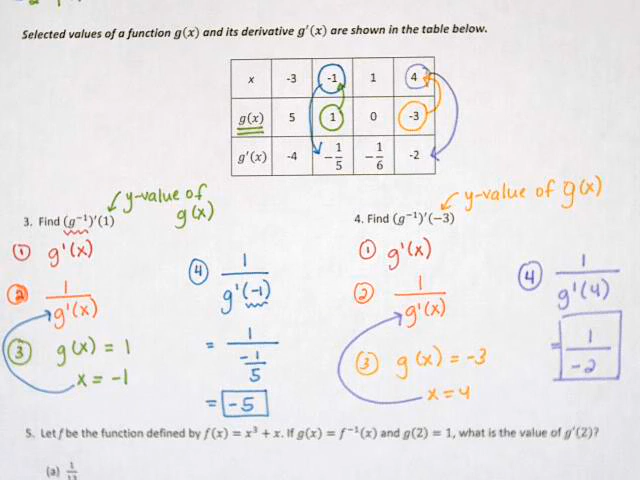 Selected values of a function g(x) and its derivative g'(x) are shown in the table below.
x -3 -1 1 4
g(x) 5 1 0 -3
g'(x) -4 -1/5 -1/6 -2
y-value of g(x)
y-value of g(x)
3. Find (g⁻¹)'(1)
① g'(x)
② 1/g'(x)
③ g(x) = 1
x = -1
④ 1/g'(-1)
= 1/(-1/5)
= -5
4. Find (g⁻¹)'(-3)
① g'(x)
② 1/g'(x)
③ g(x) = -3
x = 4
④ 1/g'(4)
= 1/-2
5. Let f be the function defined by f(x) = x³ + x. If g(x) = f⁻¹(x) and g(2) = 1, what is the value of g'(2)?
(a) 1/13